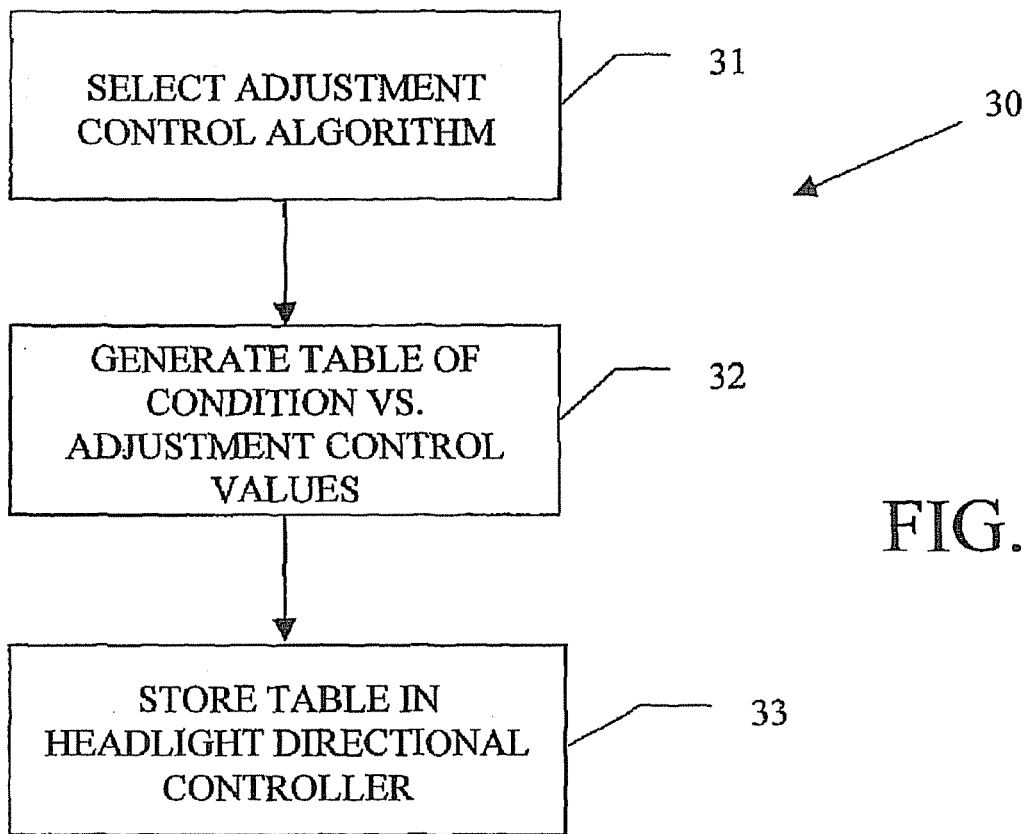 SELECT ADJUSTMENT
CONTROL ALGORITHM
31
30
GENERATE TABLE OF
CONDITION VS.
ADJUSTMENT CONTROL
VALUES
32
FIG.
STORE TABLE IN
HEADLIGHT DIRECTIONAL
CONTROLLER
33